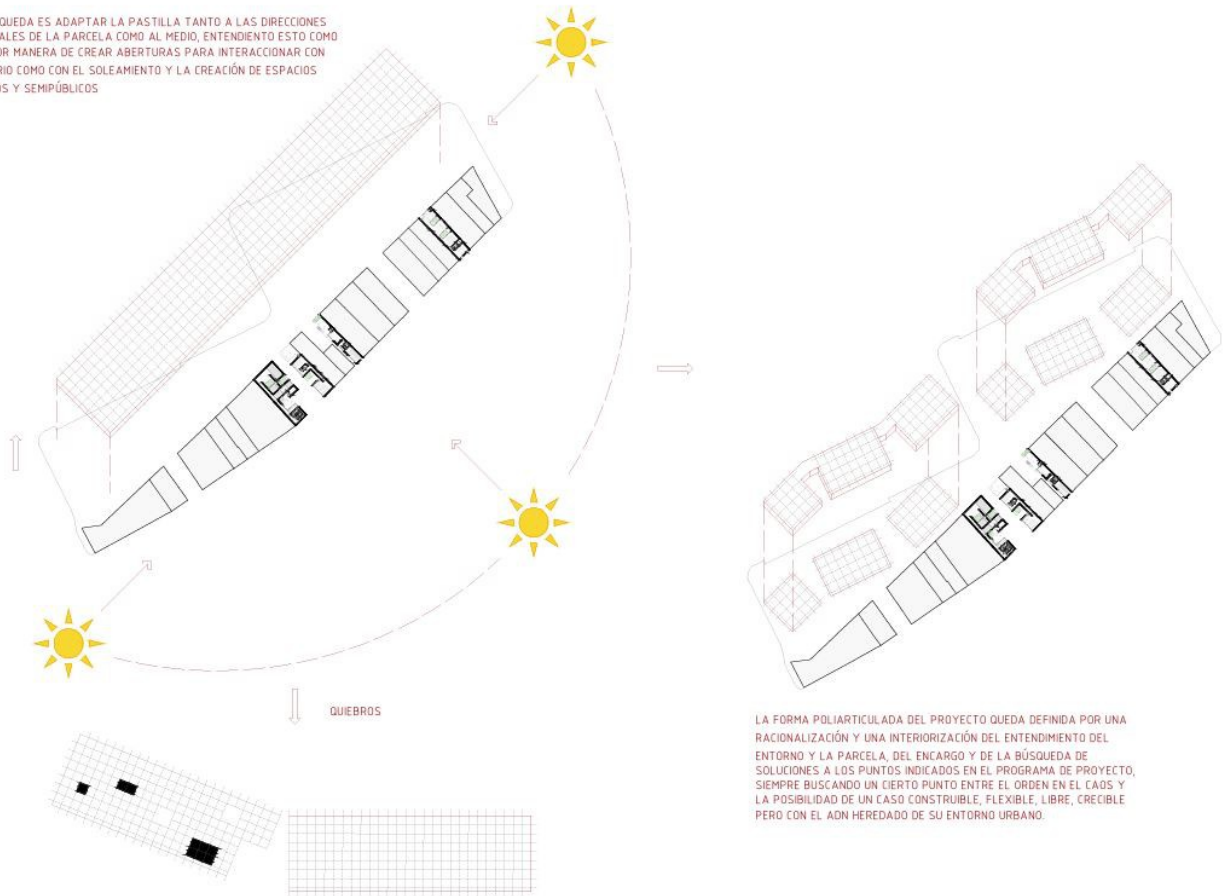 QUEDA ES ADAPTAR LA PASTILLA TANTO A LAS DIRECCIONES
ALES DE LA PARCELA COMO AL MEDIO, ENTENDIENTO ESTO COMO
OR MANERA DE CREAR ABERTURAS PARA INTERACCIONAR CON
RIO COMO CON EL SOLEAMIENTO Y LA CREACIÓN DE ESPACIOS
OS Y SEMIPÚBLICOS
QUIEBROS
LA FORMA POLIARTICULADA DEL PROYECTO QUEDA DEFINIDA POR UNA
RACIONALIZACIÓN Y UNA INTERIORIZACIÓN DEL ENTENDIMIENTO DEL
ENTORNO Y LA PARCELA, DEL ENCARGO Y DE LA BÚSQUEDA DE
SOLUCIONES A LOS PUNTOS INDICADOS EN EL PROGRAMA DE PROYECTO,
SIEMPRE BUSCANDO UN CIERTO PUNTO ENTRE EL ORDEN EN EL CAOS Y
LA POSIBILIDAD DE UN CASO CONSTRUIBLE, FLEXIBLE, LIBRE, CRECIBLE
PERO CON EL ADN HEREDADO DE SU ENTORNO URBANO.